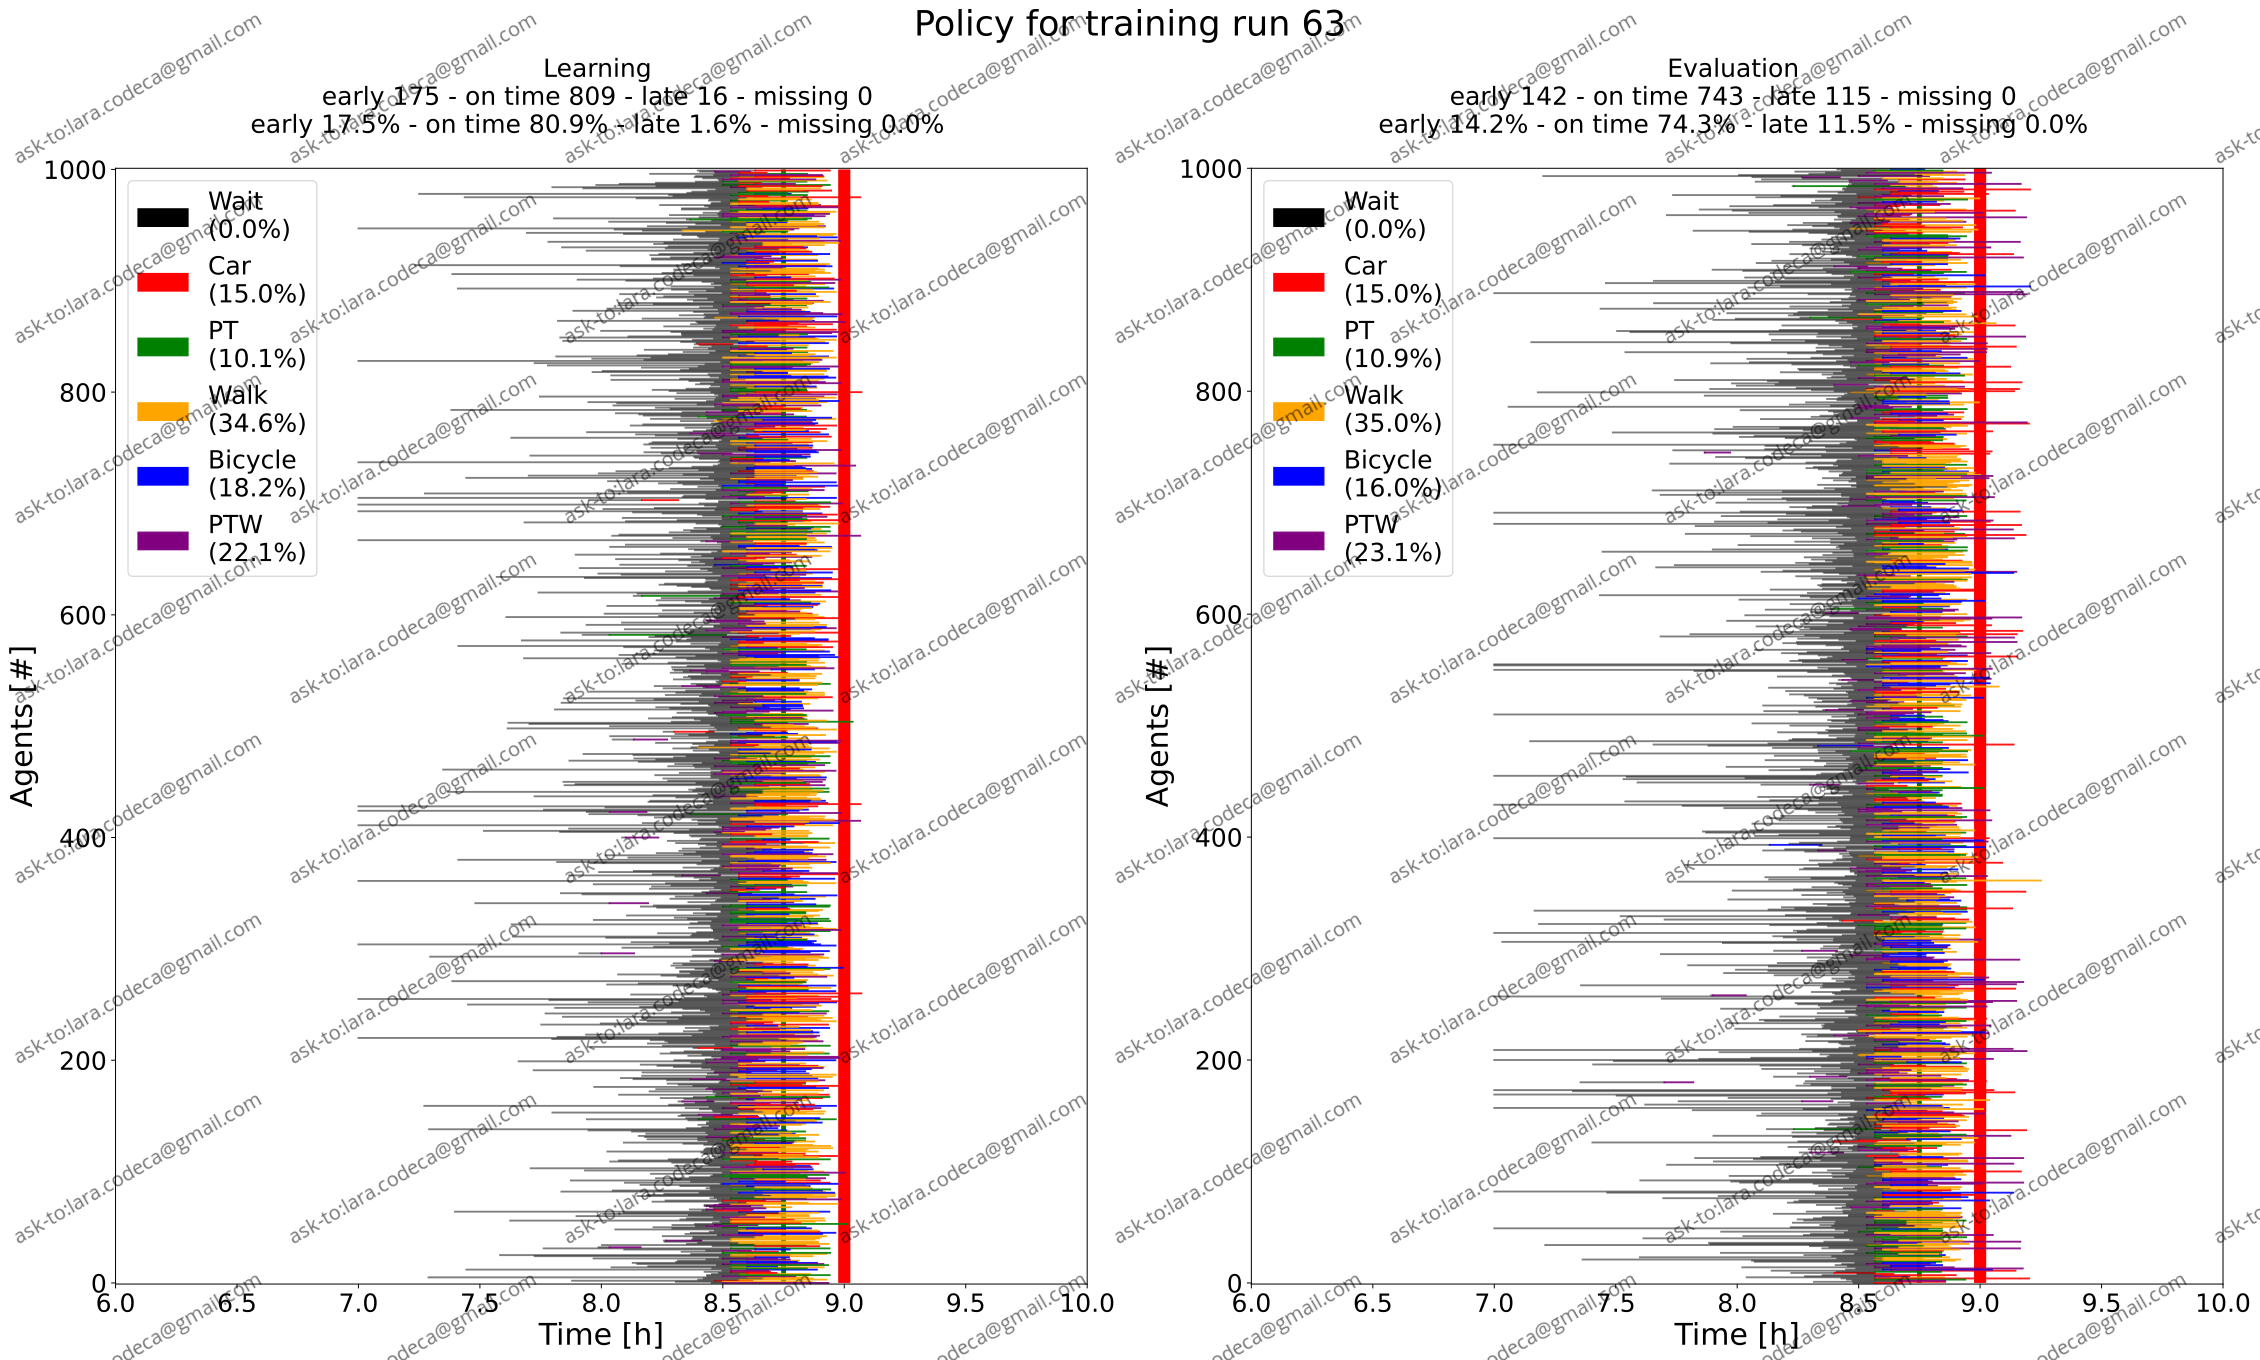 Policy for training run 63
Learning
early 175 - on time 809 - late 16 - missing 0
early 17.5% - on time 80.9% - late 1.6% - missing 0.0%
Wait
(0.0%)
Car
(15.0%)
PT
(10.1%)
Walk
(34.6%)
Bicycle
(18.2%)
PTW
(22.1%)
Agents [#]
1000
800
600
400
200
0
6.0 6.5 7.0 7.5 8.0 8.5 9.0 9.5 10.0
Time [h]
Evaluation
early 142 - on time 743 - late 115 - missing 0
early 14.2% - on time 74.3% - late 11.5% - missing 0.0%
Wait
(0.0%)
Car
(15.0%)
PT
(10.9%)
Walk
(35.0%)
Bicycle
(16.0%)
PTW
(23.1%)
Agents [#]
1000
800
600
400
200
0
6.0 6.5 7.0 7.5 8.0 8.5 9.0 9.5 10.0
Time [h]
ask-to:lara.codeca@gmail.com